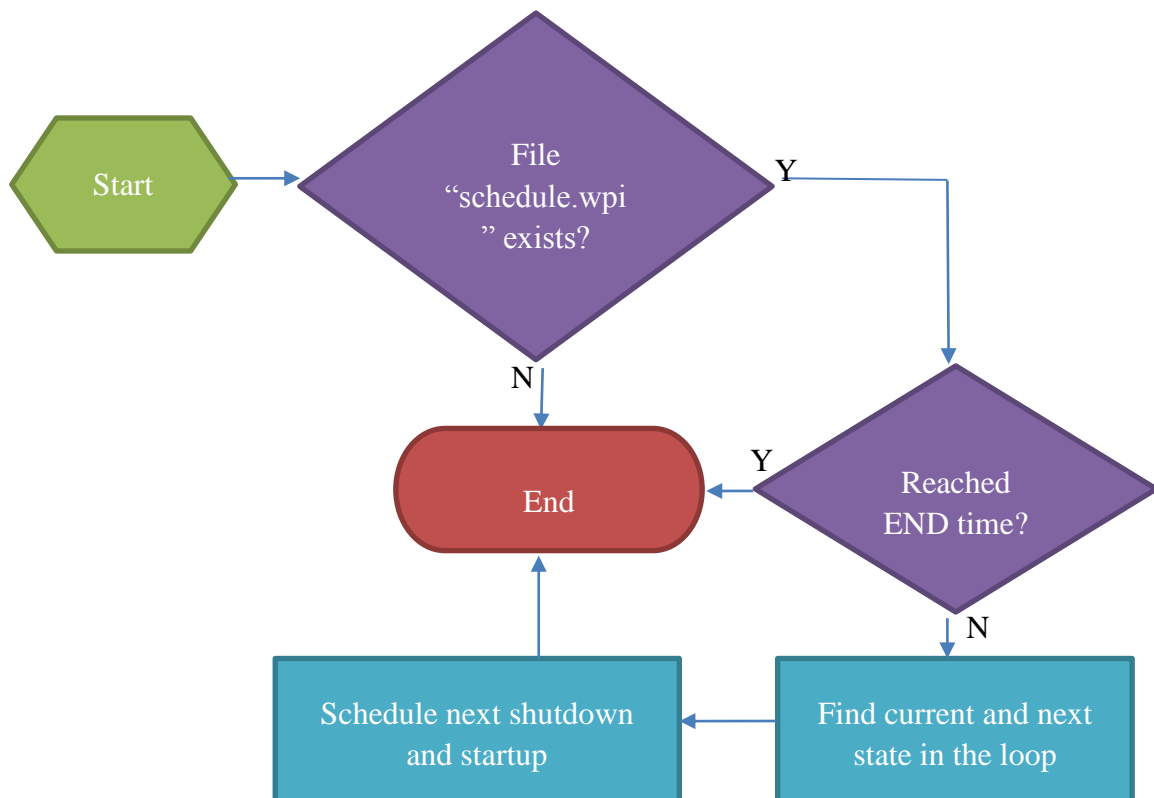 Start
File
“schedule.wpi
” exists?
Y
N
End
Y
Reached
END time?
N
Schedule next shutdown
and startup
Find current and next
state in the loop